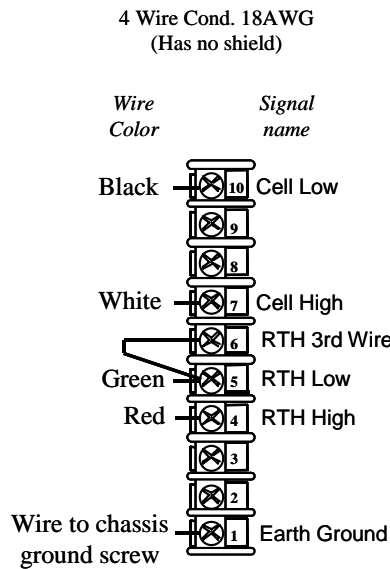 4 Wire Cond. 18AWG
(Has no shield)
Wire Color
Signal name
Black 10 Cell Low
9
8
White 7 Cell High
6 RTH 3rd Wire
Green 5 RTH Low
Red 4 RTH High
3
2
Wire to chassis ground screw 1 Earth Ground